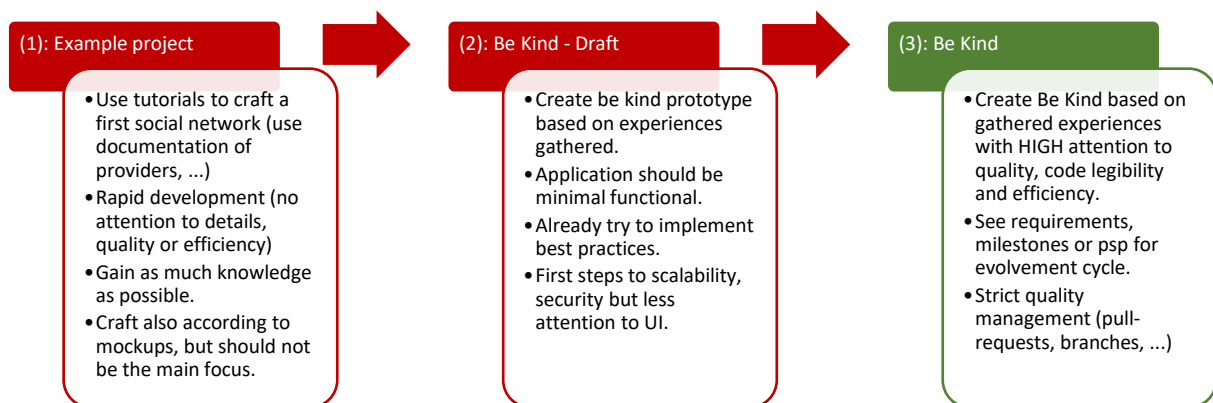 (1): Example project
•Use tutorials to craft a
first social network (use
documentation of
providers, ...)
•Rapid development (no
attention to details,
quality or efficiency)
•Gain as much knowledge
as possible.
•Craft also according to
mockups, but should not
be the main focus.
(2): Be Kind - Draft
•Create be kind prototype
based on experiences
gathered.
•Application should be
minimal functional.
•Already try to implement
best practices.
•First steps to scalability,
security but less
attention to UI.
(3): Be Kind
•Create Be Kind based on
gathered experiences
with HIGH attention to
quality, code legibility
and efficiency.
•See requirements,
milestones or psp for
evolvement cycle.
•Strict quality
management (pull-
requests, branches, ...)